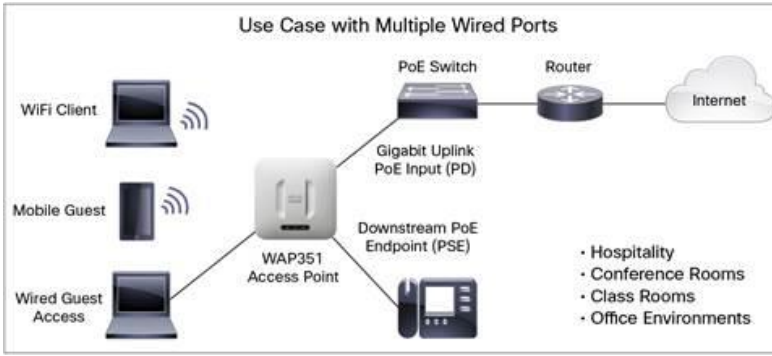 Use Case with Multiple Wired Ports
PoE Switch
Router
WiFi Client
Internet
Gigabit Uplink
PoE Input (PD)
Mobile Guest
Downstream PoE
Endpoint (PSE)
WAP351
Access Point
Wired Guest
Access
· Hospitality
· Conference Rooms
· Class Rooms
· Office Environments